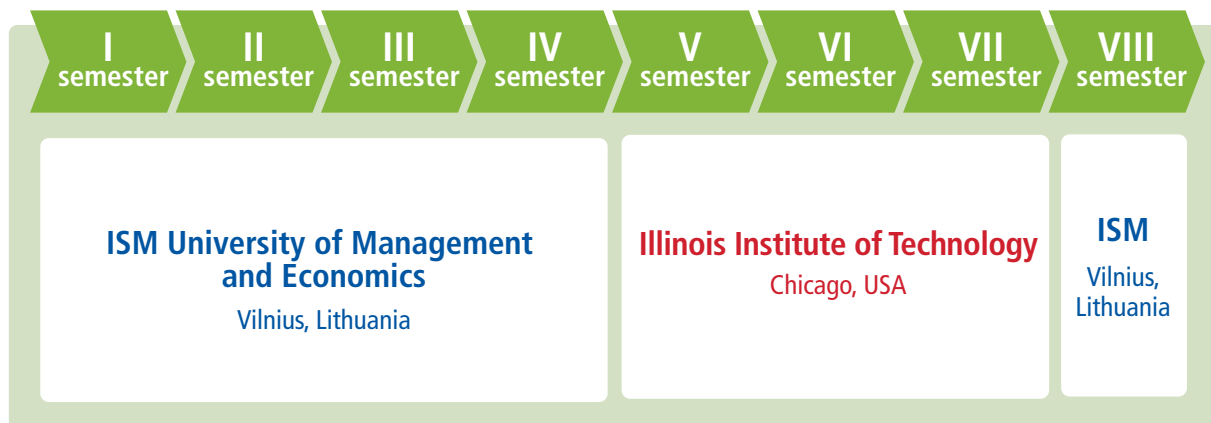 I
semester
II
semester
III
semester
IV
semester
V
semester
VI
semester
VII
semester
VIII
semester
ISM University of Management
and Economics
Vilnius, Lithuania
Illinois Institute of Technology
Chicago, USA
ISM
Vilnius,
Lithuania